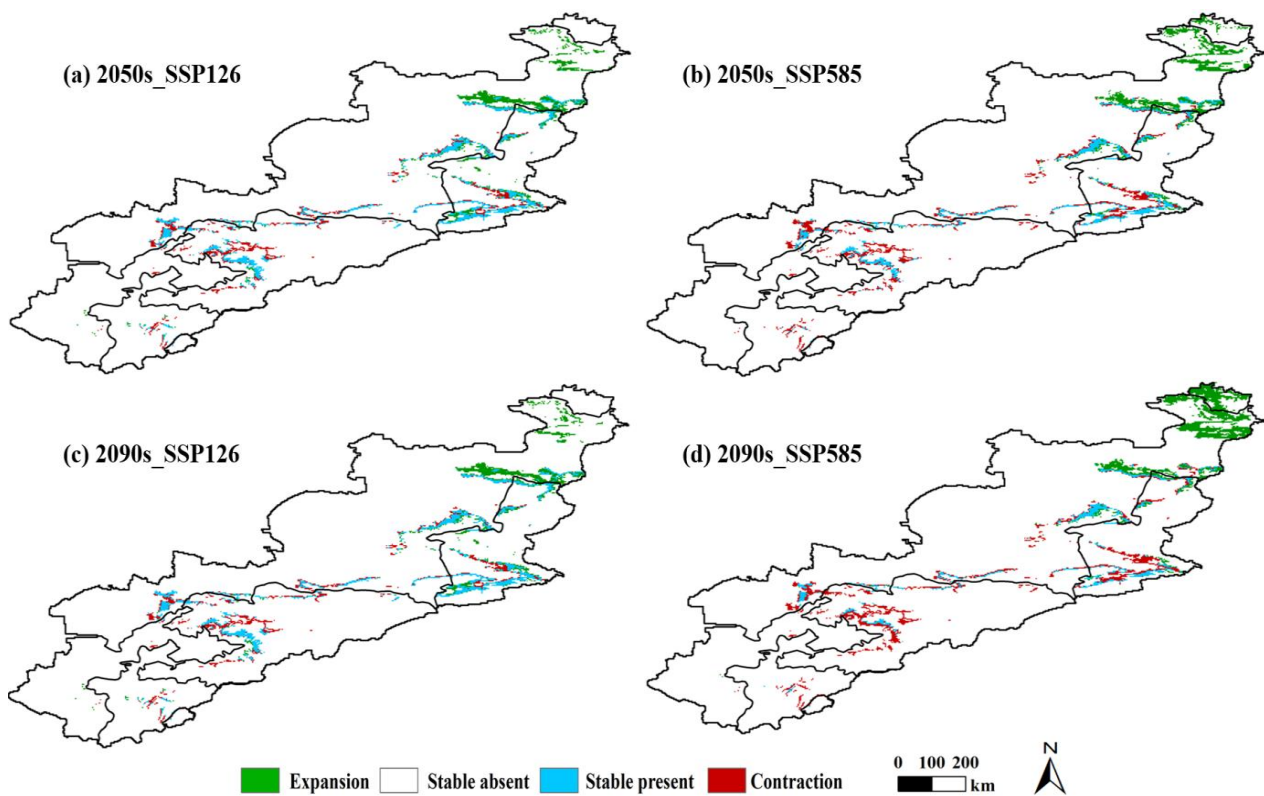 (a) 2050s_SSP126
(b) 2050s_SSP585
(c) 2090s_SSP126
(d) 2090s_SSP585
Expansion
Stable absent
Stable present
Contraction
0 100 200
km
N